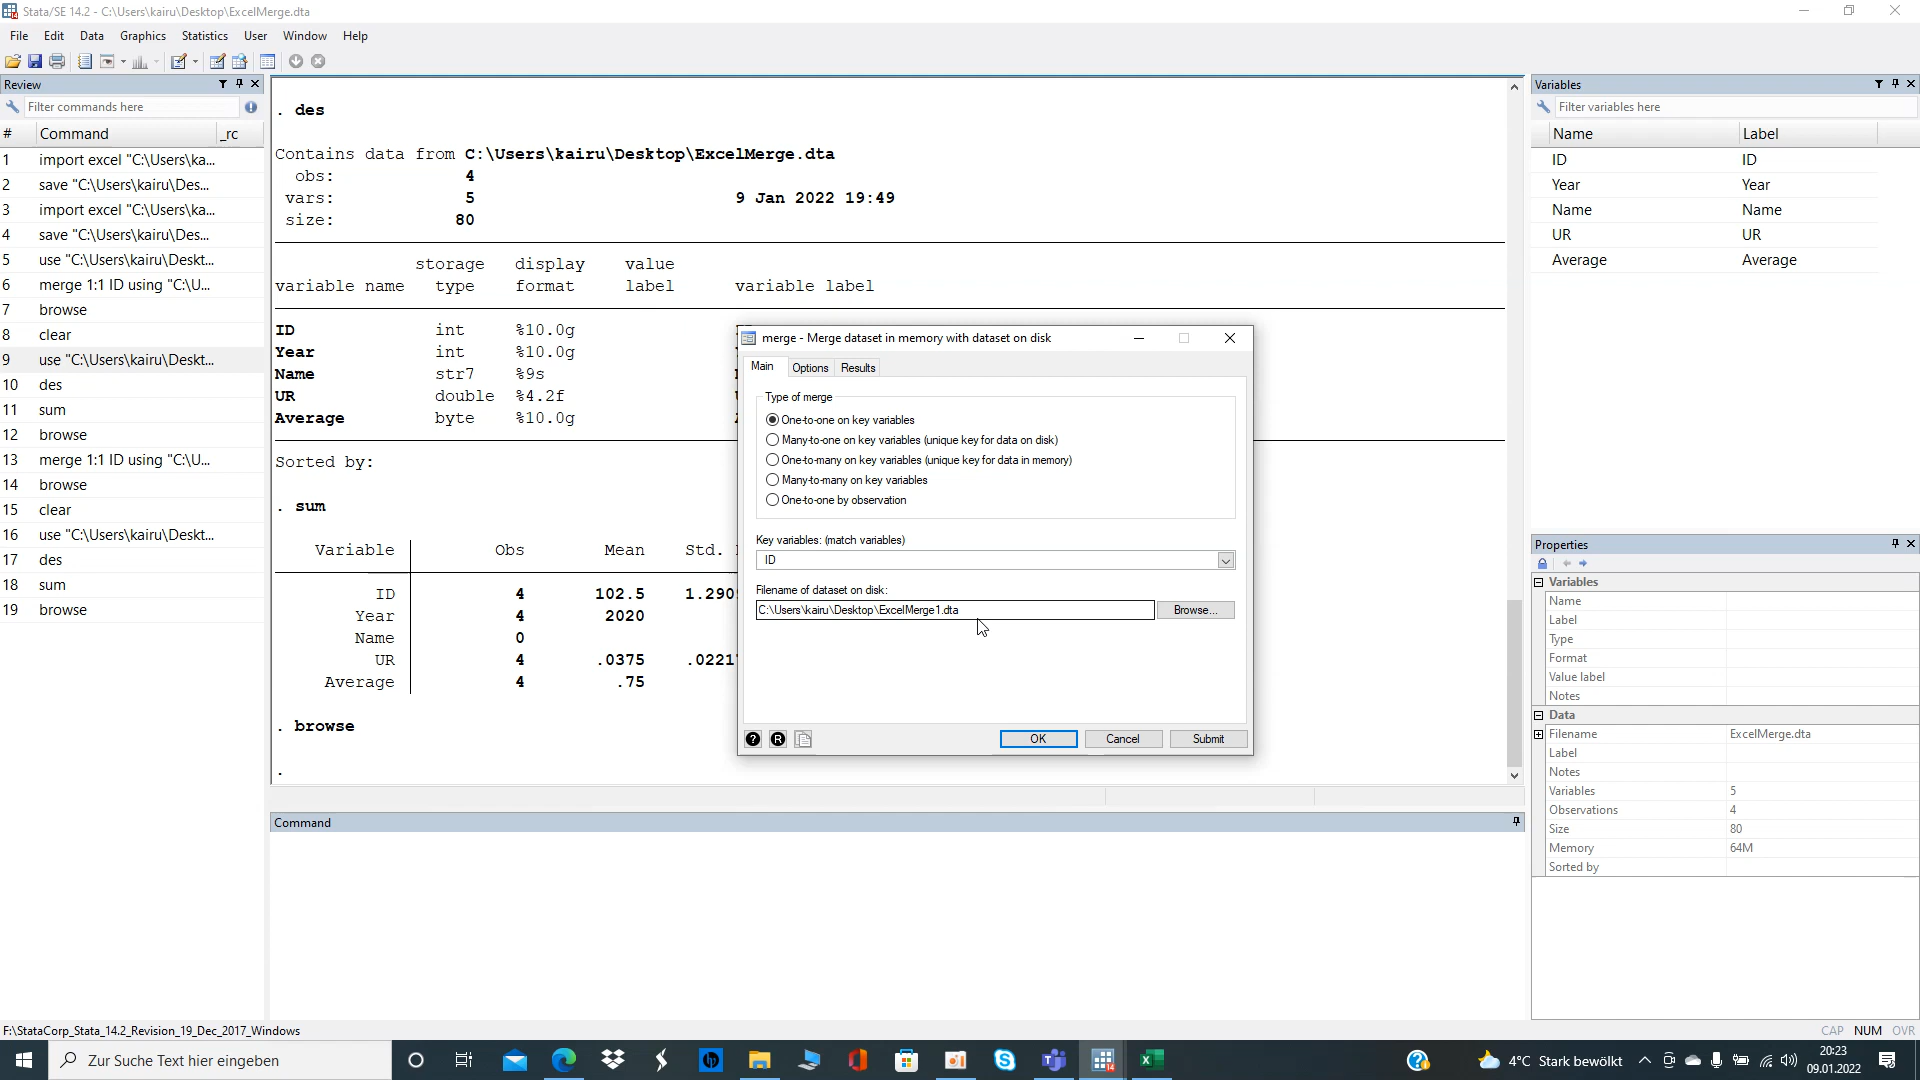 Stata/SE 14.2 - C:\Users\kairu\Desktop\ExcelMerge.dta
File Edit Data Graphics Statistics User Window Help
Review
Filter commands here
# Command _rc
1 import excel "C:\Users\ka...
2 save "C:\Users\kairu\Des...
3 import excel "C:\Users\ka...
4 save "C:\Users\kairu\Des...
5 use "C:\Users\kairu\Deskt...
6 merge 1:1 ID using "C:\U...
7 browse
8 clear
9 use "C:\Users\kairu\Deskt...
10 des
11 sum
12 browse
13 merge 1:1 ID using "C:\U...
14 browse
15 clear
16 use "C:\Users\kairu\Deskt...
17 des
18 sum
19 browse
. des
Contains data from C:\Users\kairu\Desktop\ExcelMerge.dta
obs: 4
vars: 5 9 Jan 2022 19:49
size: 80
storage display value
variable name type format label variable label
ID int %10.0g
Year int %10.0g
Name str7 %9s
UR double %4.2f
Average byte %10.0g
Sorted by:
. sum
Variable Obs Mean Std.
ID 4 102.5 1.290
Year 4 2020
Name 0
UR 4 .0375 .0221
Average 4 .75
. browse
.
merge - Merge dataset in memory with dataset on disk
Main Options Results
Type of merge
One-to-one on key variables
Many-to-one on key variables (unique key for data on disk)
One-to-many on key variables (unique key for data in memory)
Many-to-many on key variables
One-to-one by observation
Key variables: (match variables)
ID
Filename of dataset on disk:
C:\Users\kairu\Desktop\ExcelMerge1.dta Browse...
? R OK Cancel Submit
Command
Variables
Filter variables here
Name Label
ID ID
Year Year
Name Name
UR UR
Average Average
Properties
Variables
Name
Label
Type
Format
Value label
Notes
Data
Filename ExcelMerge.dta
Label
Notes
Variables 5
Observations 4
Size 80
Memory 64M
Sorted by
F:\StataCorp_Stata_14.2_Revision_19_Dec_2017_Windows
CAP NUM OVR
Zur Suche Text hier eingeben
4°C Stark bewölkt
20:23
09.01.2022